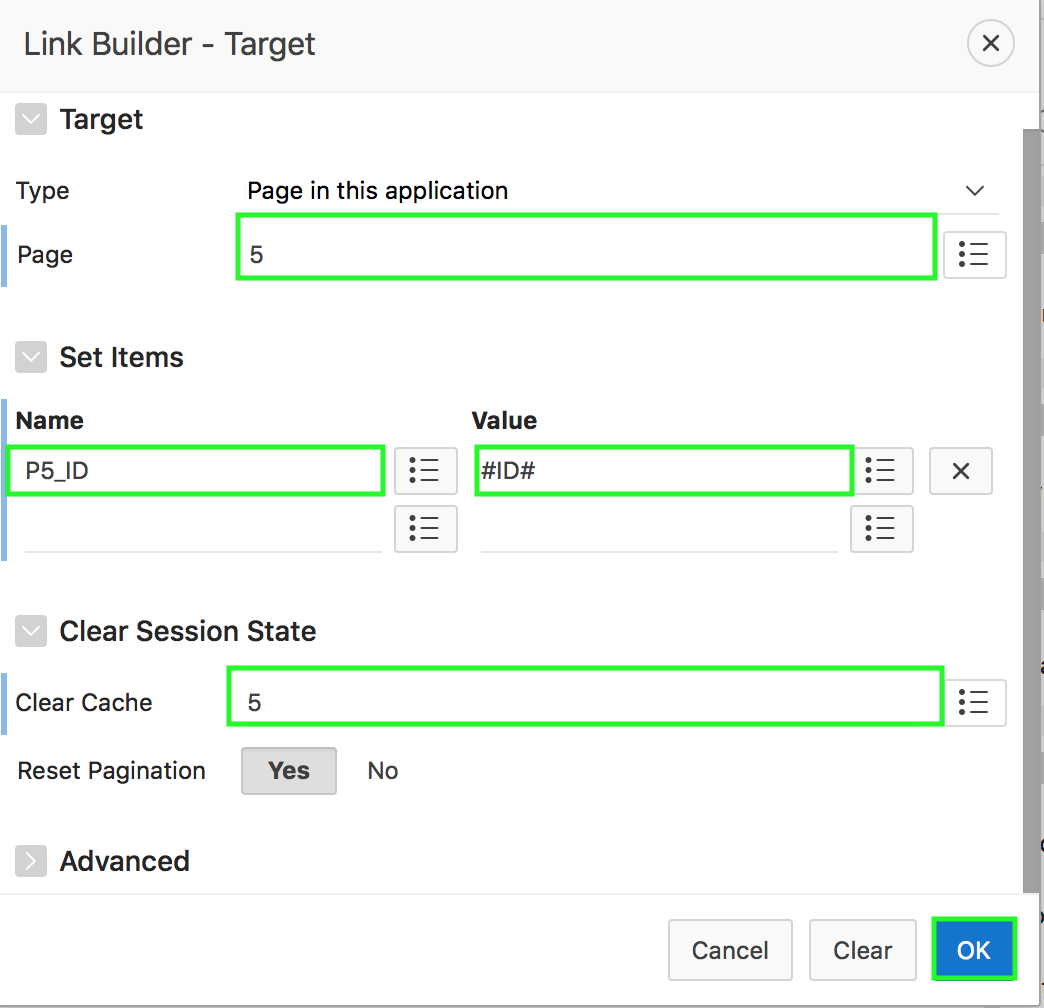 Link Builder - Target
Target
Type Page in this application
Page 5
Set Items
Name Value
P5_ID #ID#
Clear Session State
Clear Cache 5
Reset Pagination Yes No
Advanced
Cancel Clear OK